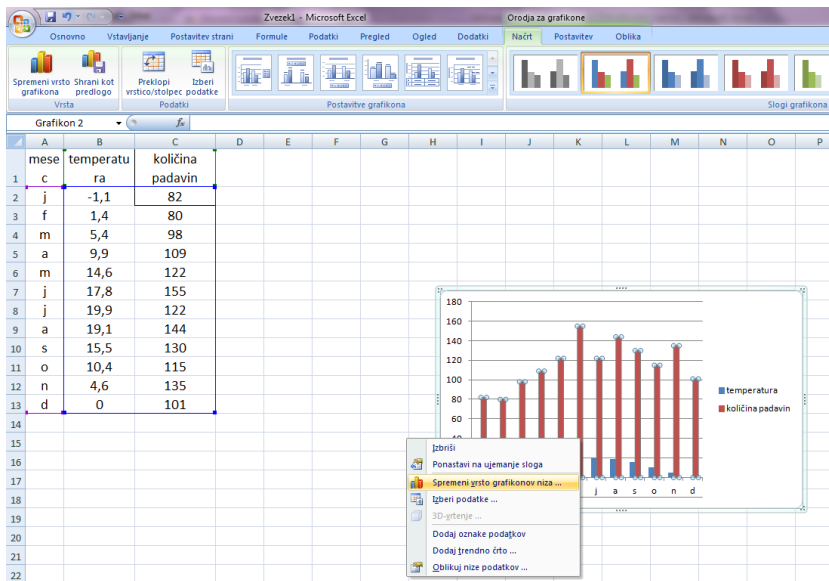 Zvezek1 - Microsoft Excel
Orodja za grafikone
Osnovno Vstavljanje Postavitev strani Formule Podatki Pregled Ogled Dodatki Načrt Postavitev Oblika
Spremeni vrsto grafikona
Shrani kot predlogo
Preklopi vrstico/stolpec
Izberi podatke
Vrsta Podatki Postavitve grafikona Slogi grafikona
Grafikon 2 fx
A B C D E F G H I J K L M N O P
1 mesec temperatura količina padavin
2 j -1,1 82
3 f 1,4 80
4 m 5,4 98
5 a 9,9 109
6 m 14,6 122
7 j 17,8 155
8 j 19,9 122
9 a 19,1 144
10 s 15,5 130
11 o 10,4 115
12 n 4,6 135
13 d 0 101
14
15
16
17
18
19
20
21
22
180
160
140
120
100
80
60
temperatura
količina padavin
j a s o n d
Izbriši
Ponastavi na ujemanje sloga
Spremeni vrsto grafikonov niza ...
Izberi podatke ...
3D-vrtenje ...
Dodaj oznake podatkov
Dodaj trendno črto ...
Oblikuj nize podatkov ...